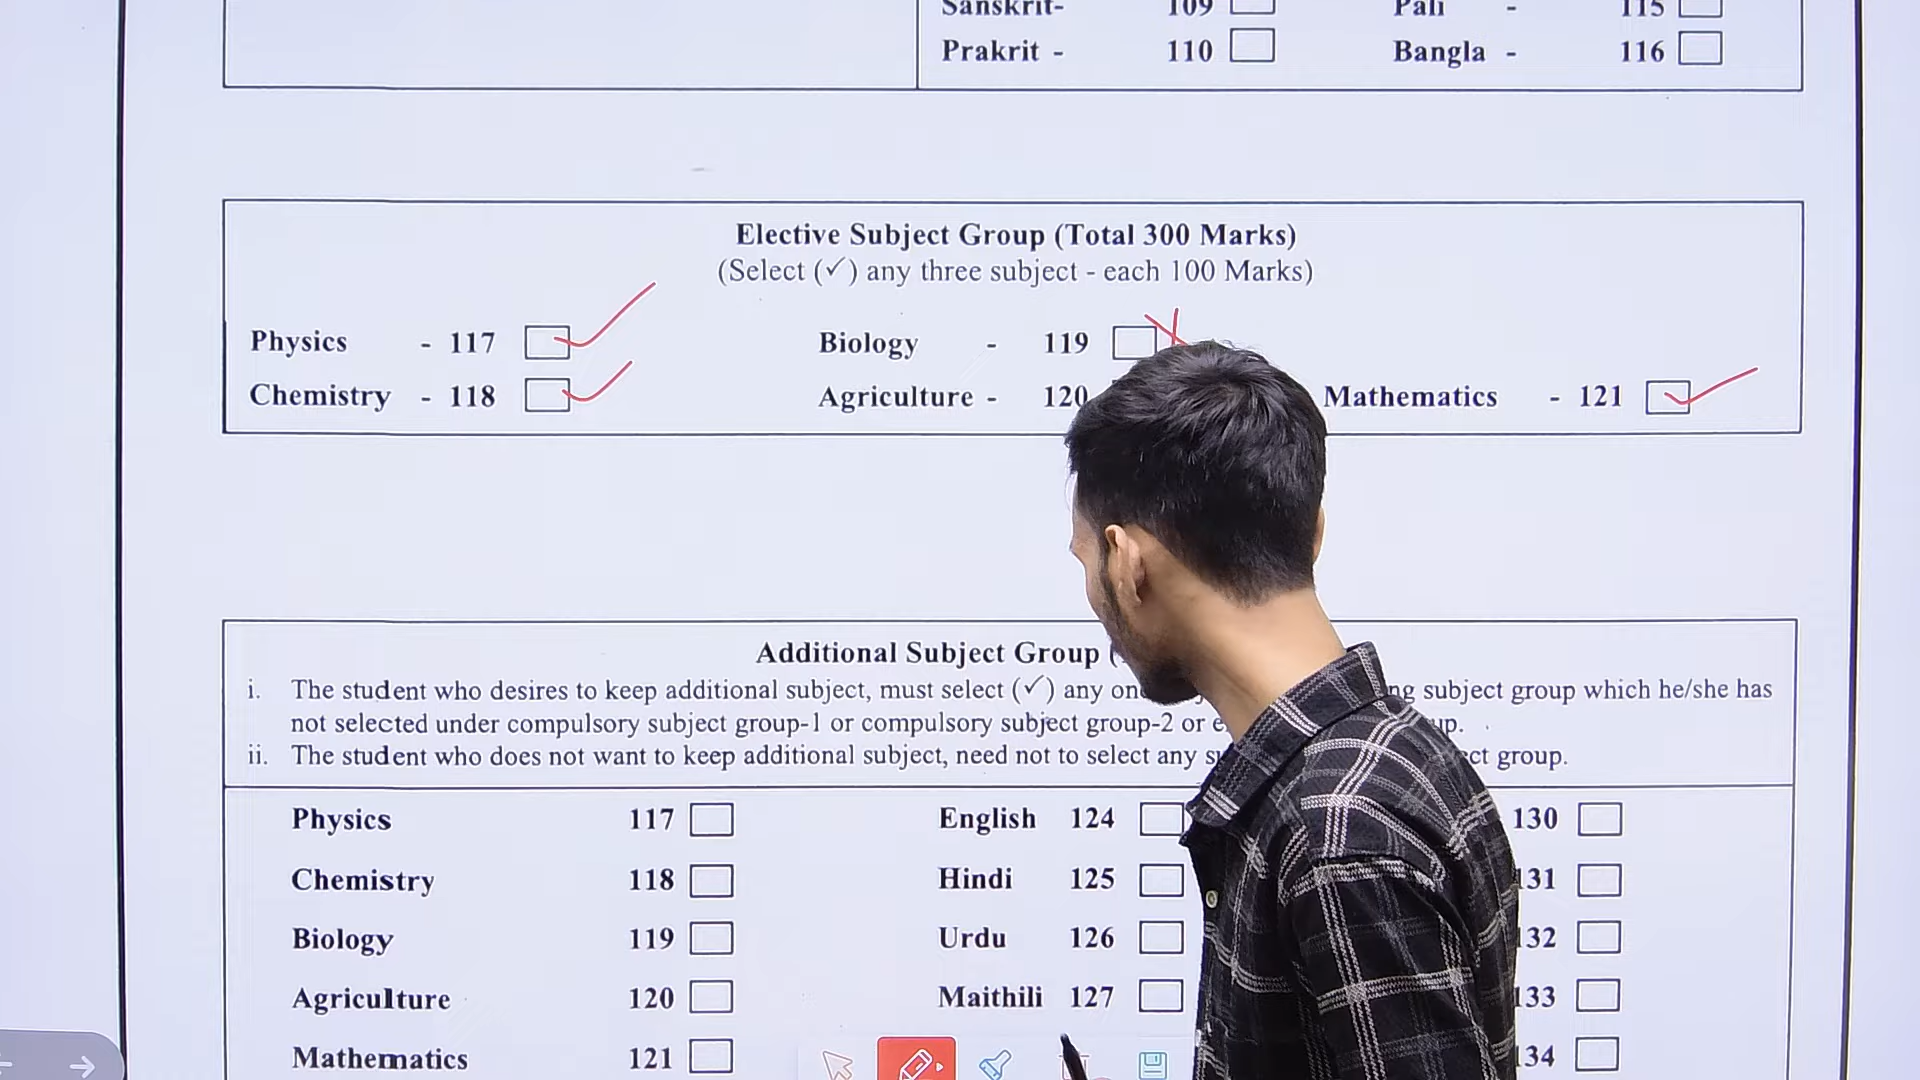 Sanskrit- 109 Pali - 115
Prakrit - 110 Bangla - 116
Elective Subject Group (Total 300 Marks)
(Select (✓) any three subject - each 100 Marks)
Physics - 117 Biology - 119
Chemistry - 118 Agriculture - 120 Mathematics - 121
Additional Subject Group (
i. The student who desires to keep additional subject, must select (✓) any subject group which he/she has
not selected under compulsory subject group-1 or compulsory subject group-2 or
ii. The student who does not want to keep additional subject, need not to select any group.
Physics 117 English 124 130
Chemistry 118 Hindi 125 131
Biology 119 Urdu 126 132
Agriculture 120 Maithili 127 133
Mathematics 121 134